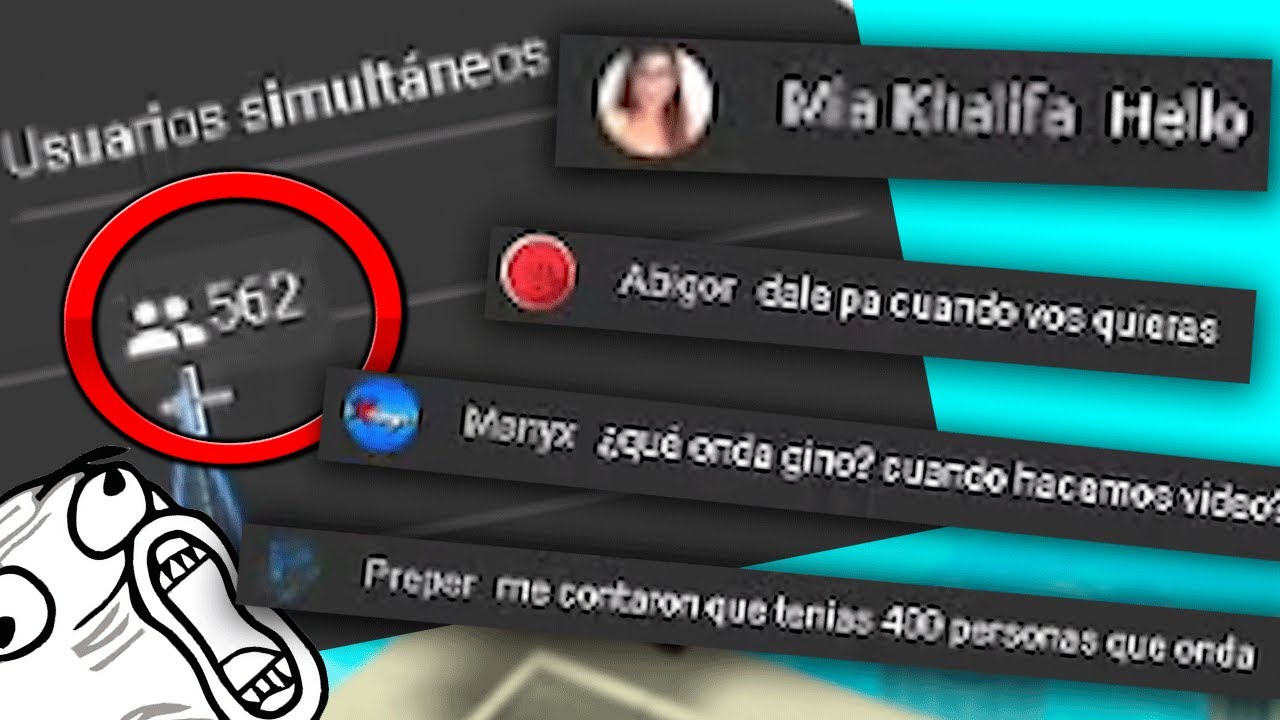 Usuarios simultáneos
Mia Khalifa Hello
562
Abigor dale pa cuando vos quieras
Manyx ¿qué onda gino? cuando hacemos video?
Preper me contaron que tenias 400 personas que onda